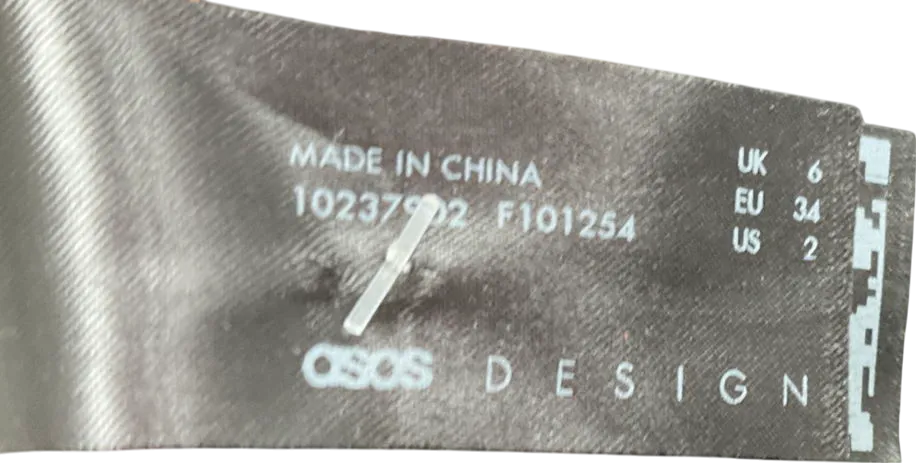 MADE IN CHINA
F101254
UK 6
EU 34
US 2
asos DESIGN